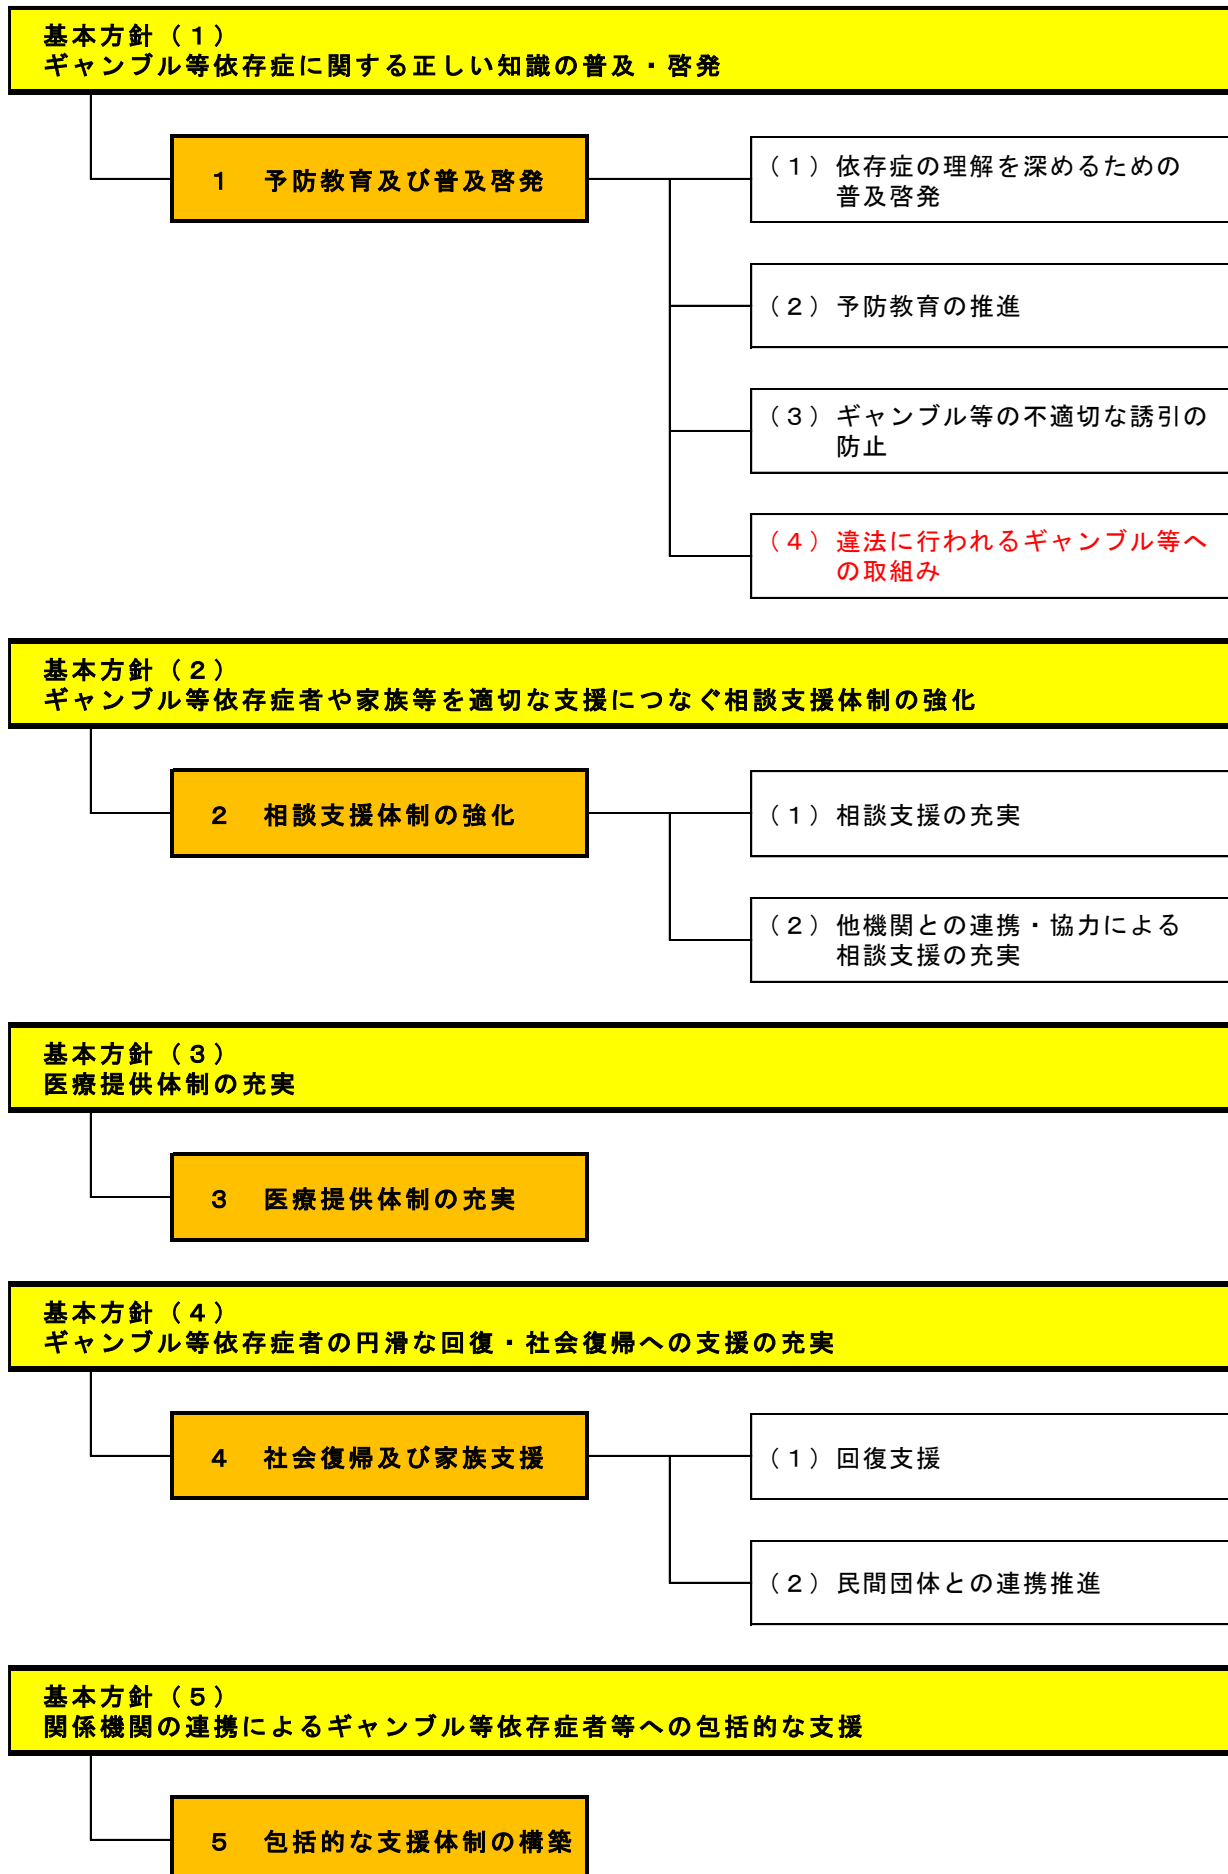 基本方針（１）
ギャンブル等依存症に関する正しい知識の普及・啓発
１　予防教育及び普及啓発
（１）依存症の理解を深めるための
普及啓発
（２）予防教育の推進
（３）ギャンブル等の不適切な誘引の
防止
（４）違法に行われるギャンブル等へ
の取組み
基本方針（２）
ギャンブル等依存症者や家族等を適切な支援につなぐ相談支援体制の強化
２　相談支援体制の強化
（１）相談支援の充実
（２）他機関との連携・協力による
相談支援の充実
基本方針（３）
医療提供体制の充実
３　医療提供体制の充実
基本方針（４）
ギャンブル等依存症者の円滑な回復・社会復帰への支援の充実
４　社会復帰及び家族支援
（１）回復支援
（２）民間団体との連携推進
基本方針（５）
関係機関の連携によるギャンブル等依存症者等への包括的な支援
５　包括的な支援体制の構築